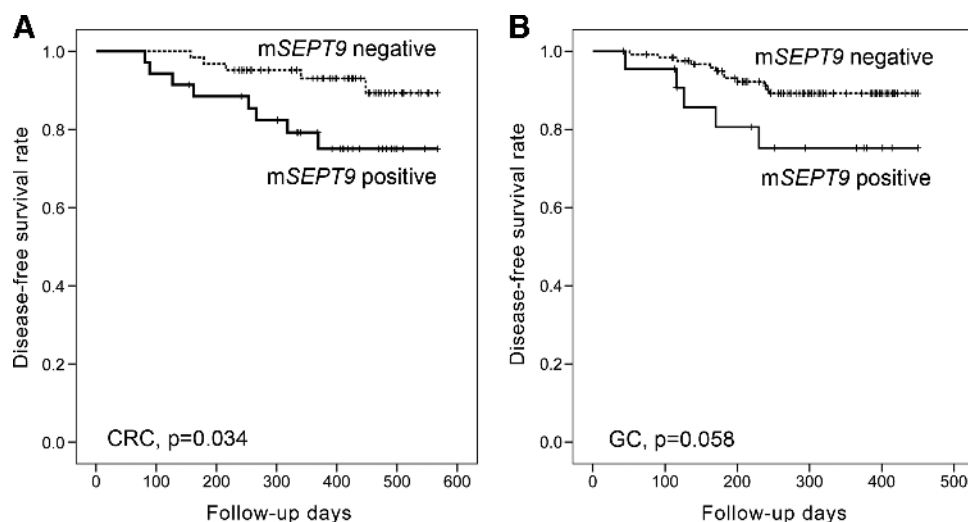 A
mSEPT9 negative
mSEPT9 positive
CRC, p=0.034
Disease-free survival rate
1.0
0.8
0.6
0.4
0.2
0.0
0 100 200 300 400 500 600
Follow-up days
B
mSEPT9 negative
mSEPT9 positive
GC, p=0.058
Disease-free survival rate
1.0
0.8
0.6
0.4
0.2
0.0
0 100 200 300 400 500
Follow-up days